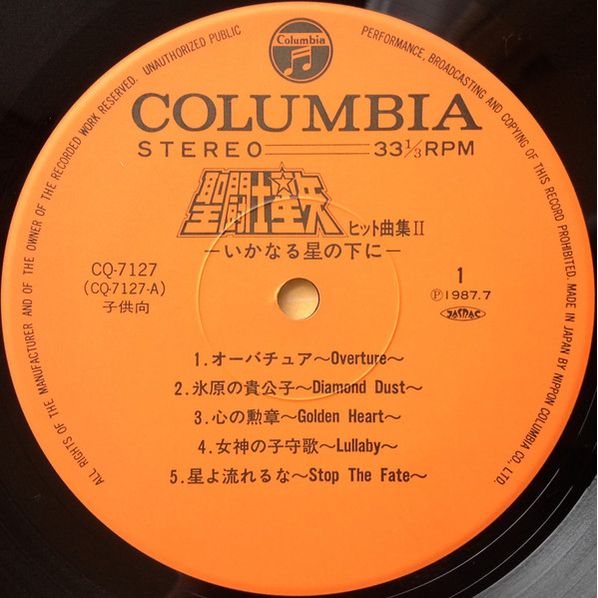 ALL RIGHTS OF THE MANUFACTURER AND OF THE OWNER OF THE RECORDED WORK RESERVED. UNAUTHORIZED PUBLIC PERFORMANCE, BROADCASTING AND COPYING OF THIS RECORD PROHIBITED. MADE IN JAPAN BY NIPPON COLUMBIA CO., LTD.
Columbia
COLUMBIA
STEREO 33 1/3 RPM
聖闘士星矢 ヒット曲集II
—いかなる星の下に—
CQ-7127
(CQ-7127-A)
子供向
1
Ⓟ1987.7
JASRAC
1.オーバチュア〜Overture〜
2.氷原の貴公子〜Diamond Dust〜
3.心の勲章〜Golden Heart〜
4.女神の子守歌〜Lullaby〜
5.星よ流れるな〜Stop The Fate〜